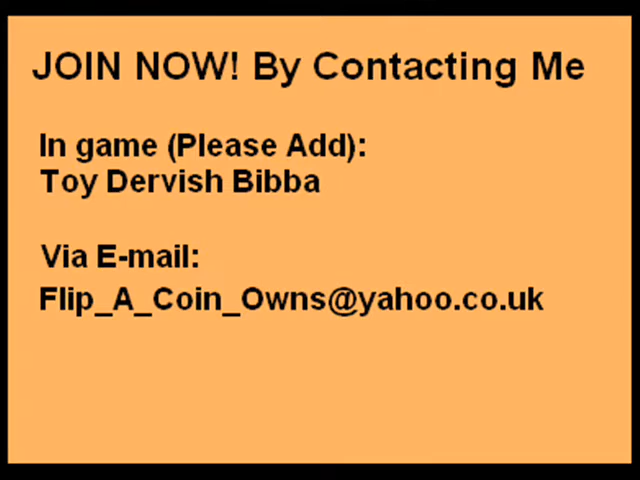 JOIN NOW! By Contacting Me
In game (Please Add):
Toy Dervish Bibba
Via E-mail:
Flip_A_Coin_Owns@yahoo.co.uk